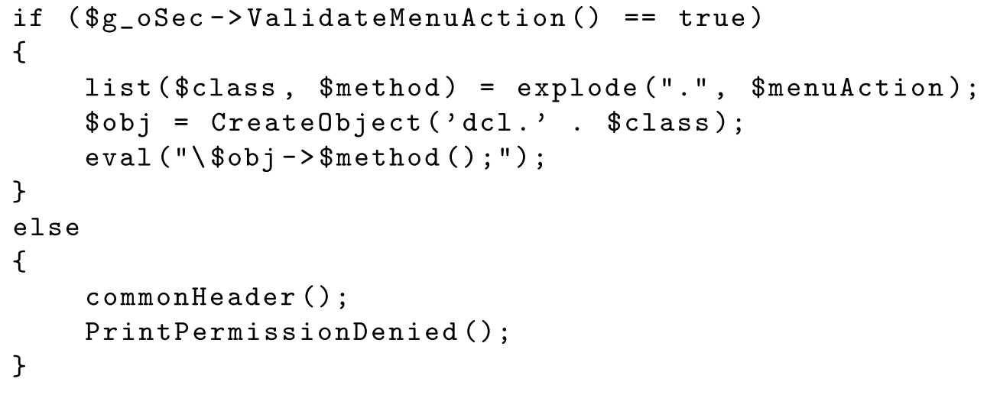 if ($g_oSec->ValidateMenuAction() == true)
{
    list($class, $method) = explode(".", $menuAction);
    $obj = CreateObject('dcl.' . $class);
    eval("\$obj->$method();");
}
else
{
    commonHeader();
    PrintPermissionDenied();
}